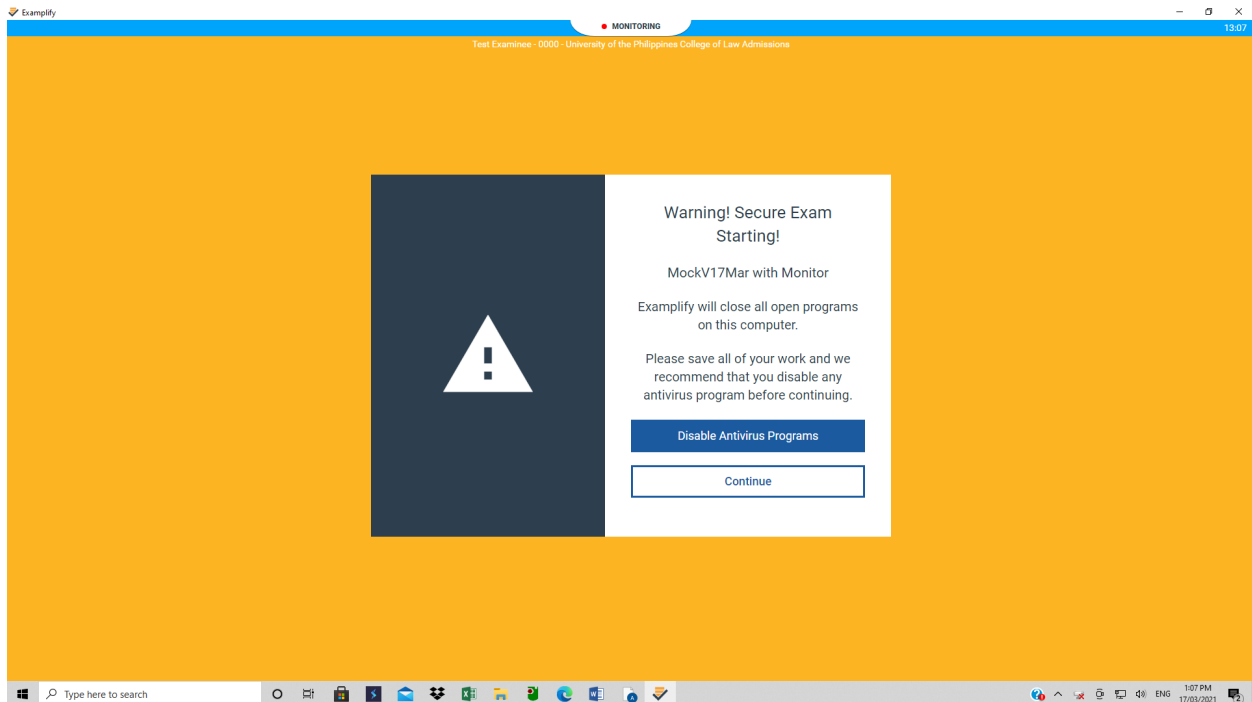 Examplify
MONITORING
13:07
Test Examinee - 0000 - University of the Philippines College of Law Admissions
Warning! Secure Exam
Starting!
MockV17Mar with Monitor
Examplify will close all open programs
on this computer.
Please save all of your work and we
recommend that you disable any
antivirus program before continuing.
Disable Antivirus Programs
Continue
Type here to search
ENG
1:07 PM
17/03/2021
2